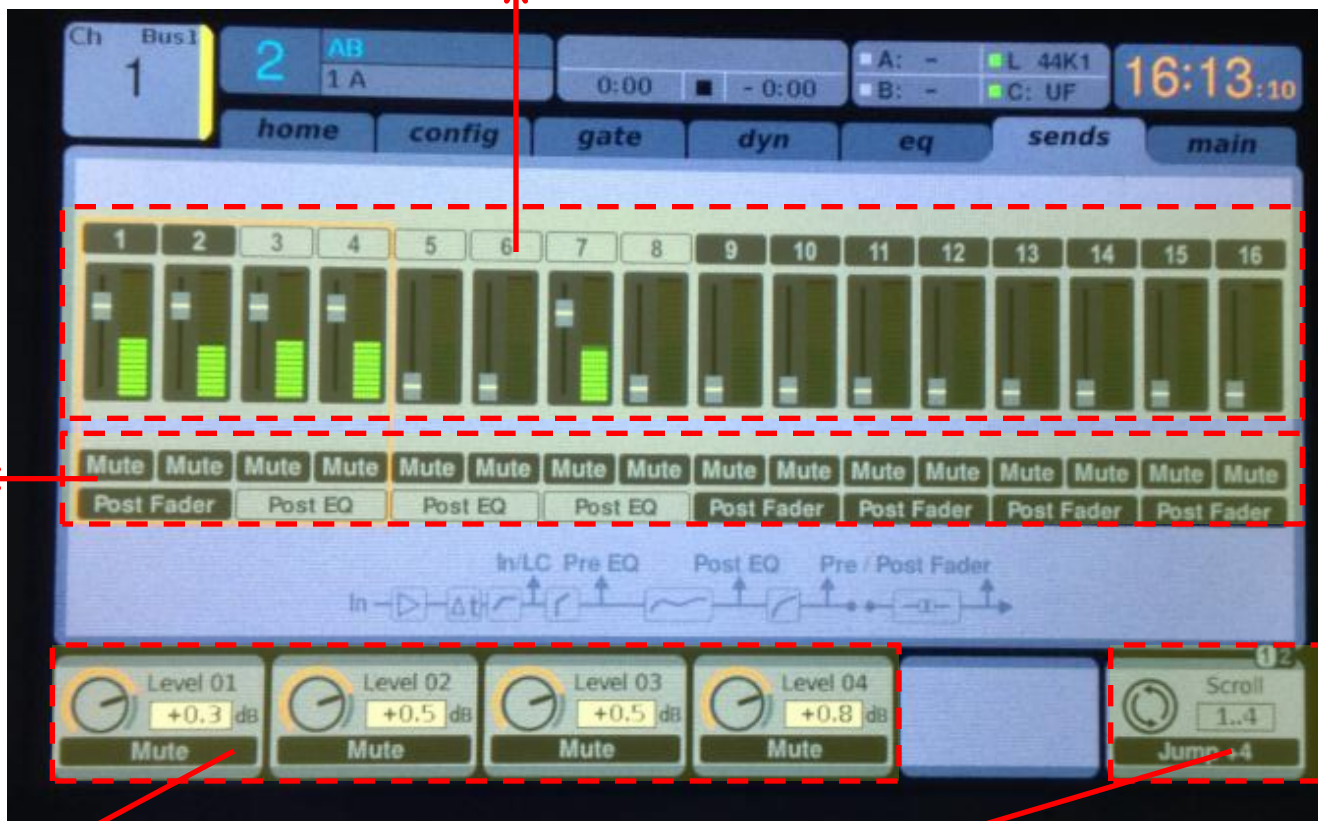 Ch Bus1
1
2 AB
1 A
0:00 - 0:00
A: - L 44K1
B: - C: UF
16:13:10
home config gate dyn eq sends main
1 2 3 4 5 6 7 8 9 10 11 12 13 14 15 16
Mute Mute Mute Mute Mute Mute Mute Mute Mute Mute Mute Mute Mute Mute Mute Mute
Post Fader Post EQ Post EQ Post EQ Post Fader Post Fader Post Fader Post Fader
In/LC Pre EQ Post EQ Pre / Post Fader
In Δt
1 2
Level 01 Level 02 Level 03 Level 04 Scroll
+0.3 dB +0.5 dB +0.5 dB +0.8 dB 1..4
Mute Mute Mute Mute Jump +4